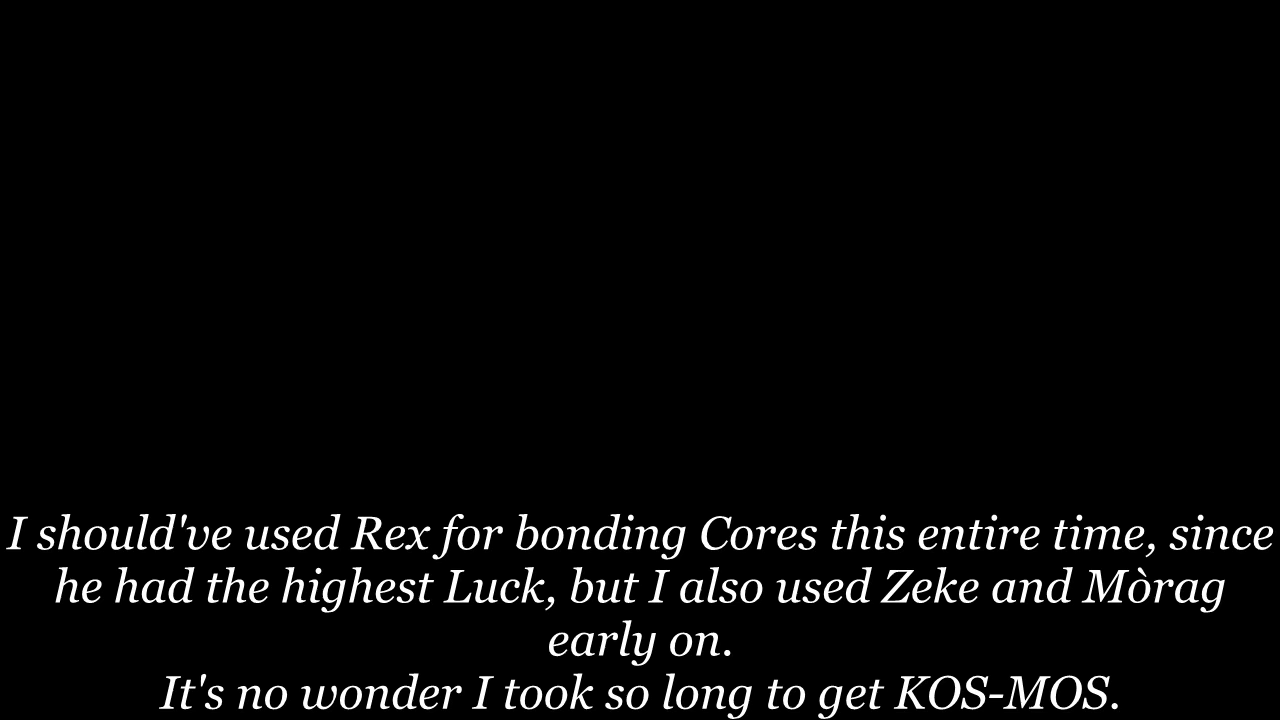 I should've used Rex for bonding Cores this entire time, since
he had the highest Luck, but I also used Zeke and Mòrag
early on.
It's no wonder I took so long to get KOS-MOS.